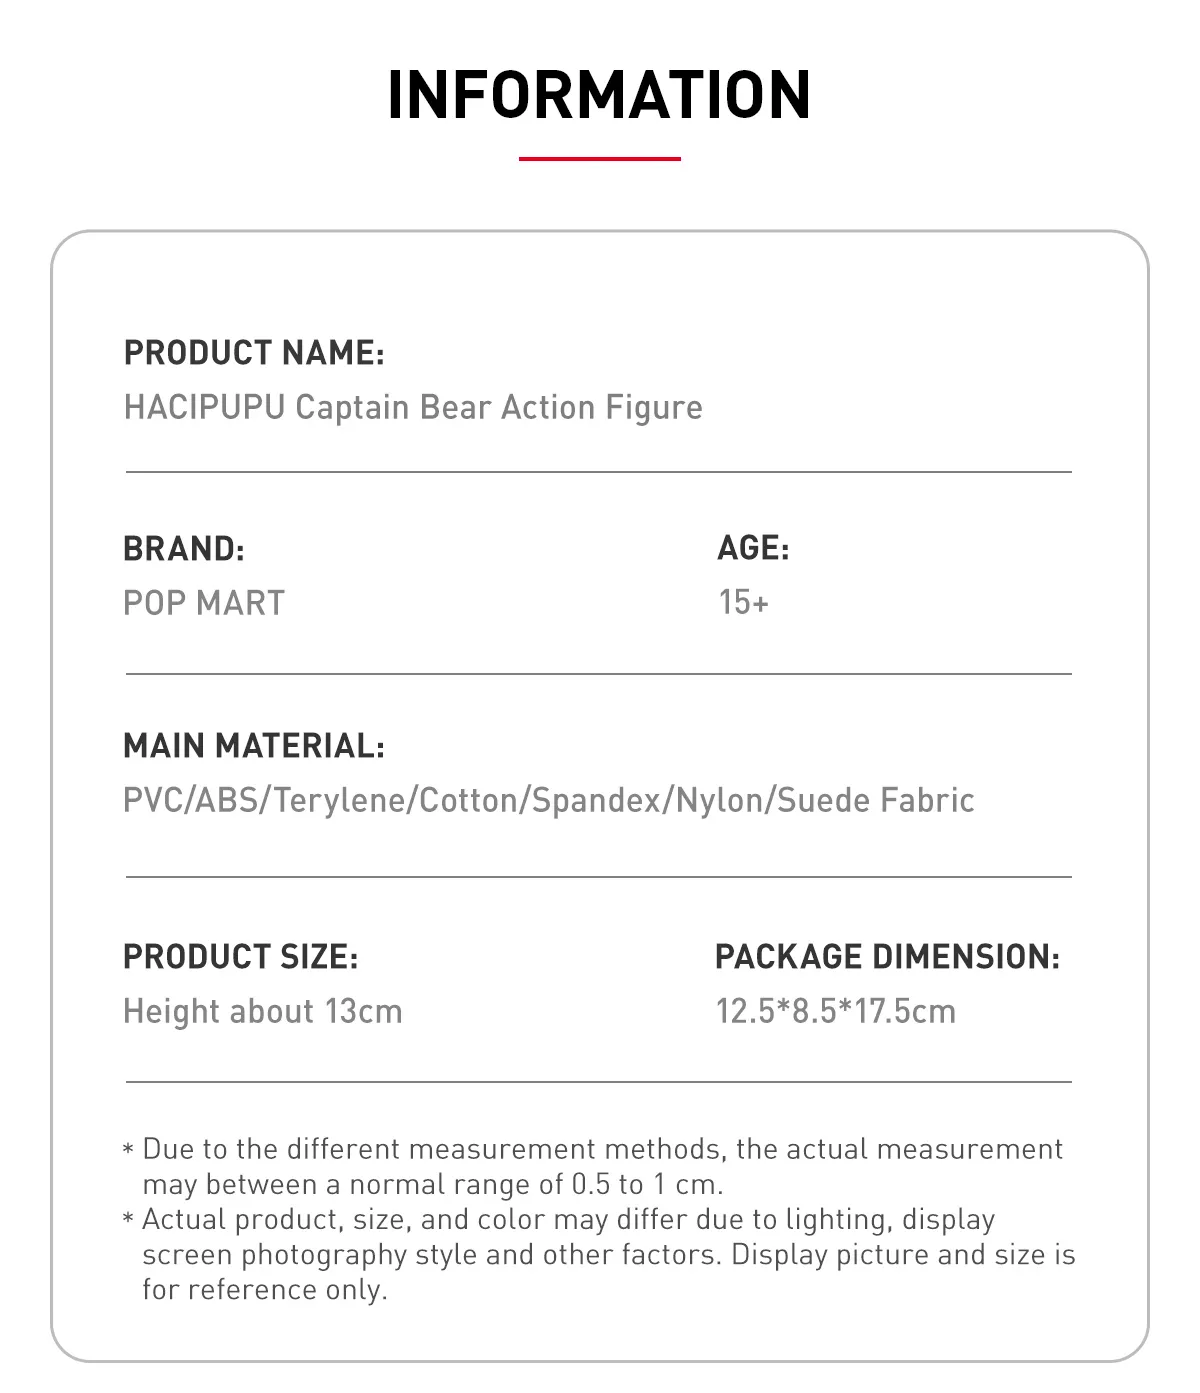 INFORMATION
PRODUCT NAME:
HACIPUPU Captain Bear Action Figure
BRAND:
POP MART
AGE:
15+
MAIN MATERIAL:
PVC/ABS/Terylene/Cotton/Spandex/Nylon/Suede Fabric
PRODUCT SIZE:
Height about 13cm
PACKAGE DIMENSION:
12.5*8.5*17.5cm
* Due to the different measurement methods, the actual measurement
may between a normal range of 0.5 to 1 cm.
* Actual product, size, and color may differ due to lighting, display
screen photography style and other factors. Display picture and size is
for reference only.